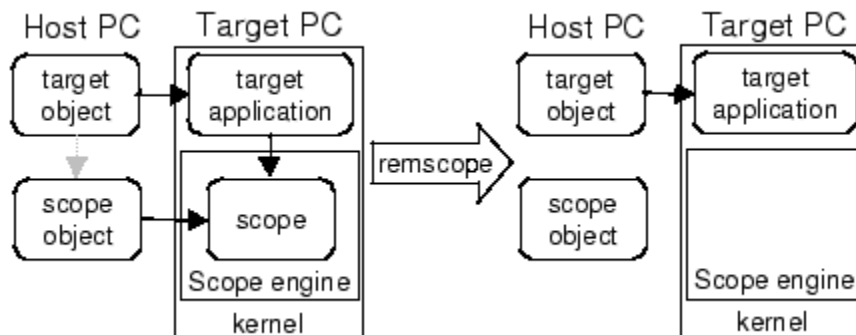 Host PC
Target PC
target
object
target
application
scope
object
scope
Scope engine
kernel
remscope
Host PC
Target PC
target
object
target
application
scope
object
Scope engine
kernel